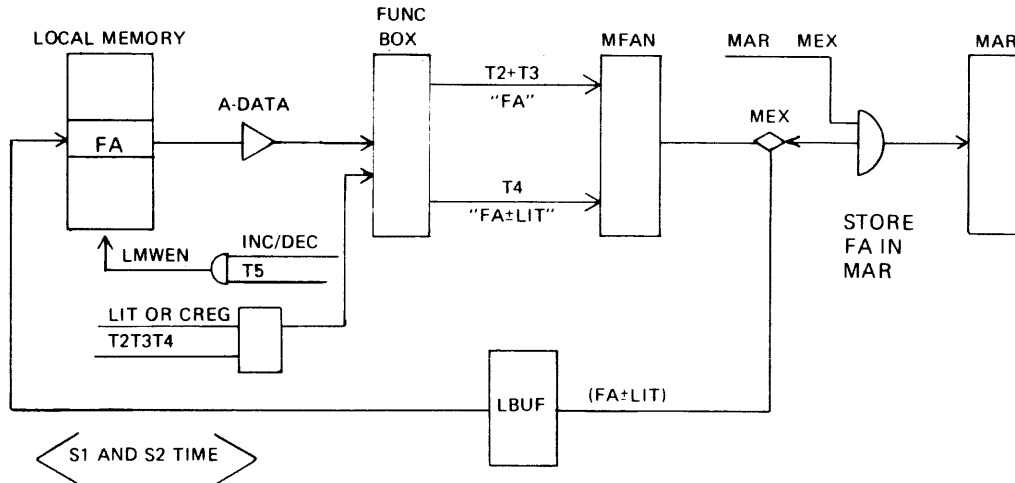 FUNC
BOX
LOCAL MEMORY
MFAN
MAR MEX
MAR
T2+T3
"FA"
A-DATA
MEX
FA
T4
"FA±LIT"
STORE
FA IN
MAR
INC/DEC
LMWEN
T5
LIT OR CREG
T2T3T4
LBUF
(FA±LIT)
S1 AND S2 TIME